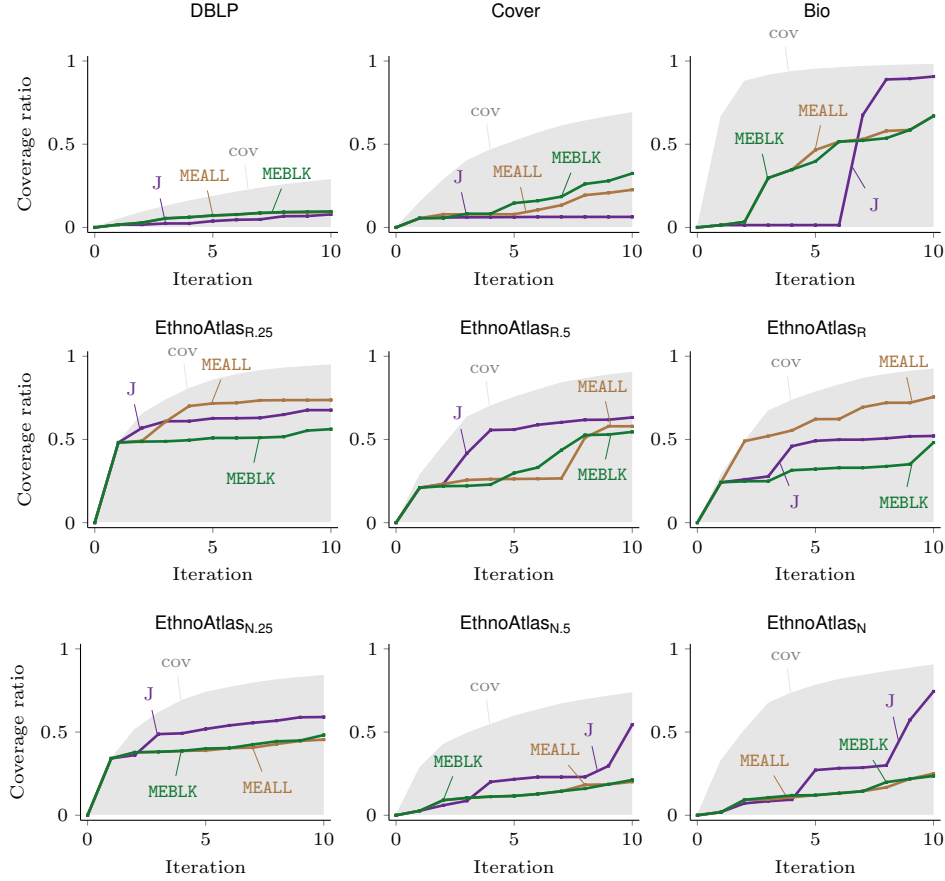 DBLP Cover Bio
Coverage ratio
1
0.5
0
J MEALL COV MEBLK
0 5 10
Iteration
COV
J MEALL MEBLK
0 5 10
Iteration
COV
1
0.5
0
MEBLK MEALL
J
0 5 10
Iteration
EthnoAtlasR.25 EthnoAtlasR.5 EthnoAtlasR
Coverage ratio
1
0.5
0
J COV MEALL
MEBLK
0 5 10
Iteration
1
0.5
0
COV
J MEALL
MEBLK
0 5 10
Iteration
1
0.5
0
COV MEALL
J MEBLK
0 5 10
Iteration
EthnoAtlasN.25 EthnoAtlasN.5 EthnoAtlasN
Coverage ratio
1
0.5
0
COV
J
MEBLK MEALL
0 5 10
Iteration
1
0.5
0
COV
J
MEBLK MEALL
0 5 10
Iteration
1
0.5
0
COV
J
MEALL MEBLK
0 5 10
Iteration